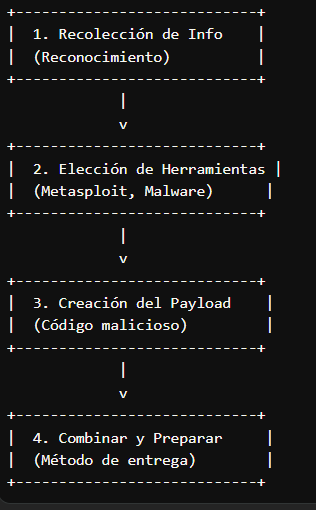 +----------------------------+
|  1. Recolección de Info    |
|  (Reconocimiento)          |
+----------------------------+
            |
            v
+----------------------------+
|  2. Elección de Herramientas |
|  (Metasploit, Malware)      |
+----------------------------+
            |
            v
+----------------------------+
|  3. Creación del Payload    |
|  (Código malicioso)         |
+----------------------------+
            |
            v
+----------------------------+
|  4. Combinar y Preparar     |
|  (Método de entrega)        |
+----------------------------+